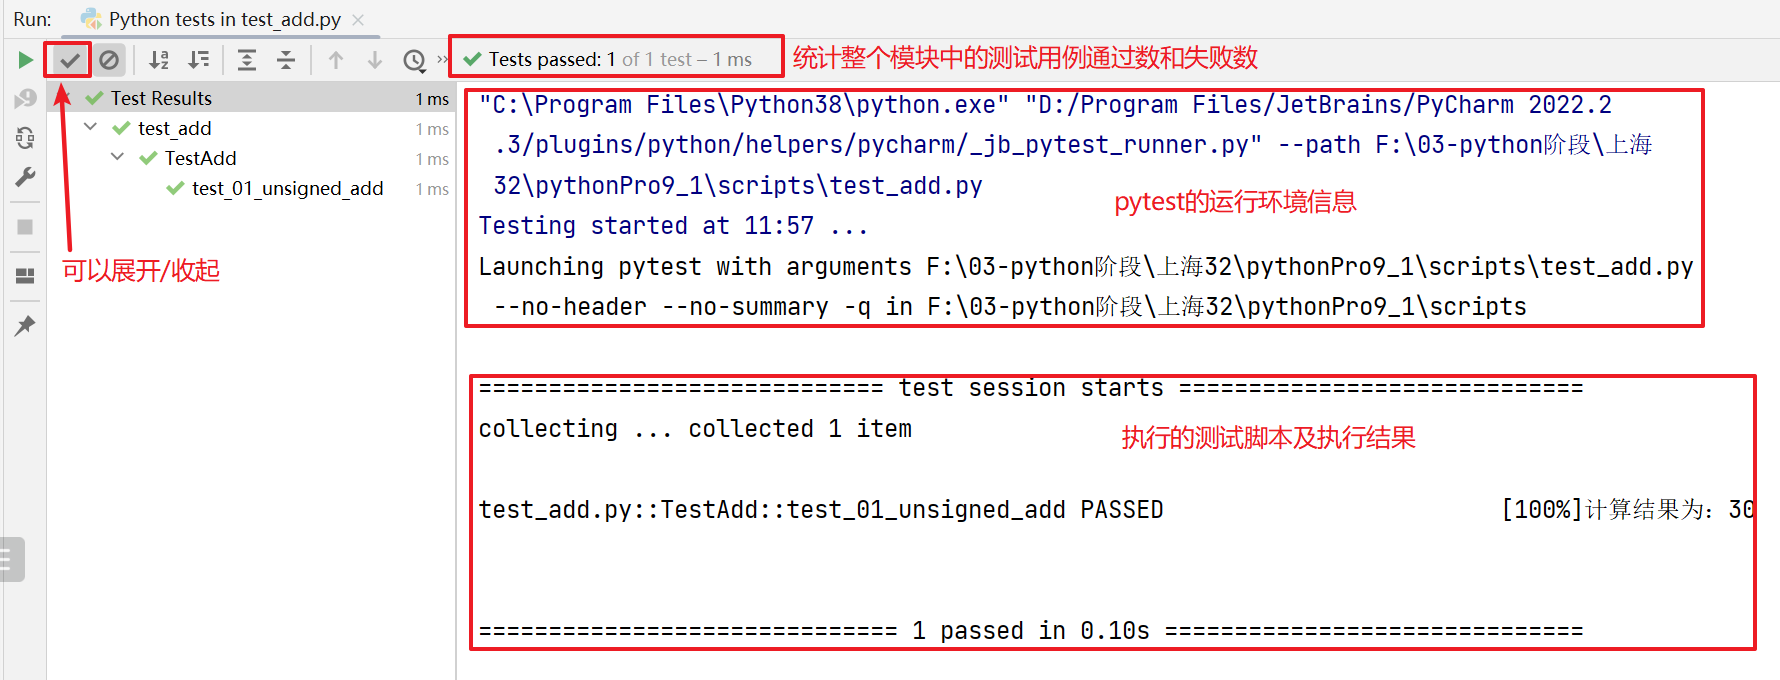 Run: Python tests in test_add.py ×
Tests passed: 1 of 1 test – 1 ms
统计整个模块中的测试用例通过数和失败数
Test Results 1 ms
test_add 1 ms
TestAdd 1 ms
test_01_unsigned_add 1 ms
可以展开/收起
"C:\Program Files\Python38\python.exe" "D:/Program Files/JetBrains/PyCharm 2022.2
.3/plugins/python/helpers/pycharm/_jb_pytest_runner.py" --path F:\03-python阶段\上海
32\pythonPro9_1\scripts\test_add.py
pytest的运行环境信息
Testing started at 11:57 ...
Launching pytest with arguments F:\03-python阶段\上海32\pythonPro9_1\scripts\test_add.py
--no-header --no-summary -q in F:\03-python阶段\上海32\pythonPro9_1\scripts
============================= test session starts =============================
collecting ... collected 1 item
执行的测试脚本及执行结果
test_add.py::TestAdd::test_01_unsigned_add PASSED [100%]计算结果为：30
============================== 1 passed in 0.10s ==============================